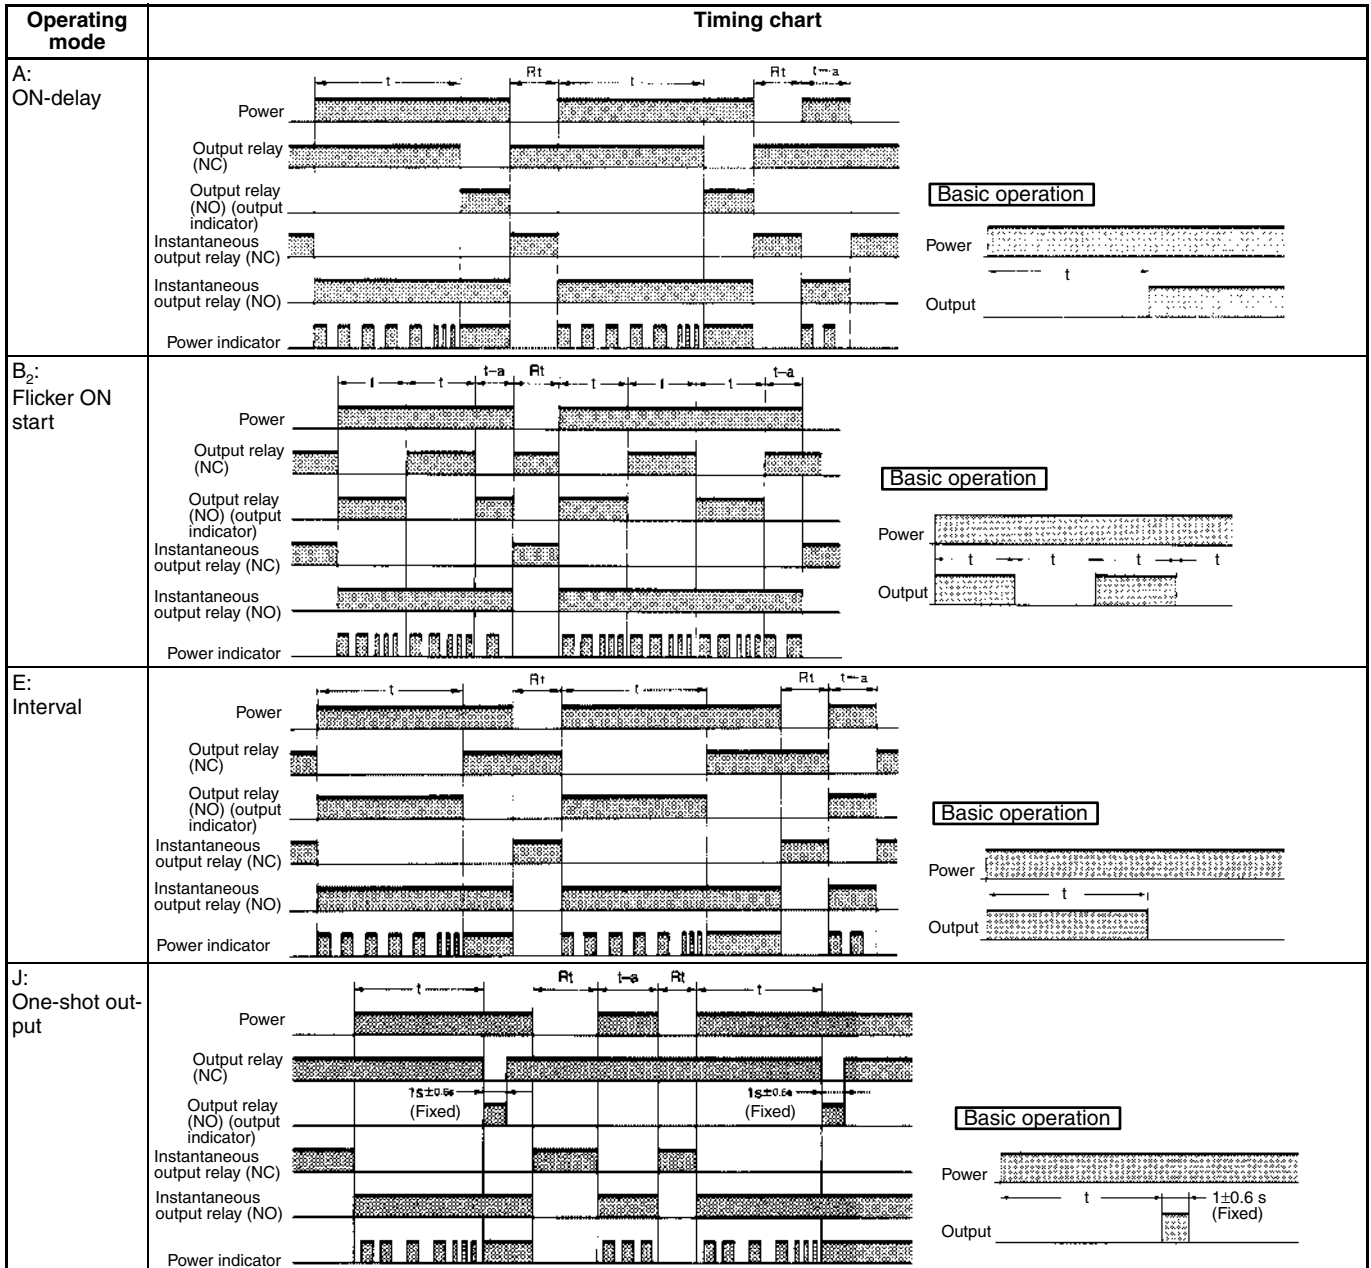 Operating
mode
Timing chart
A:
ON-delay
t
Rt
t
Rt
t-a
Power
Output relay
(NC)
Output relay
(NO) (output
indicator)
Instantaneous
output relay (NC)
Instantaneous
output relay (NO)
Power indicator
Basic operation
Power
t
Output
B2:
Flicker ON
start
t
t
t-a
Rt
t
t
t
t-a
Power
Output relay
(NC)
Output relay
(NO) (output
indicator)
Instantaneous
output relay (NC)
Instantaneous
output relay (NO)
Power indicator
Basic operation
Power
t
t
t
t
Output
E:
Interval
t
Rt
t
Rt
t-a
Power
Output relay
(NC)
Output relay
(NO) (output
indicator)
Instantaneous
output relay (NC)
Instantaneous
output relay (NO)
Power indicator
Basic operation
Power
t
Output
J:
One-shot out-
put
t
Rt
t-a
Rt
t
Power
Output relay
(NC)
1s±0.6s
(Fixed)
1s±0.6s
(Fixed)
Output relay
(NO) (output
indicator)
Instantaneous
output relay (NC)
Instantaneous
output relay (NO)
Power indicator
Basic operation
Power
t
1±0.6 s
(Fixed)
Output